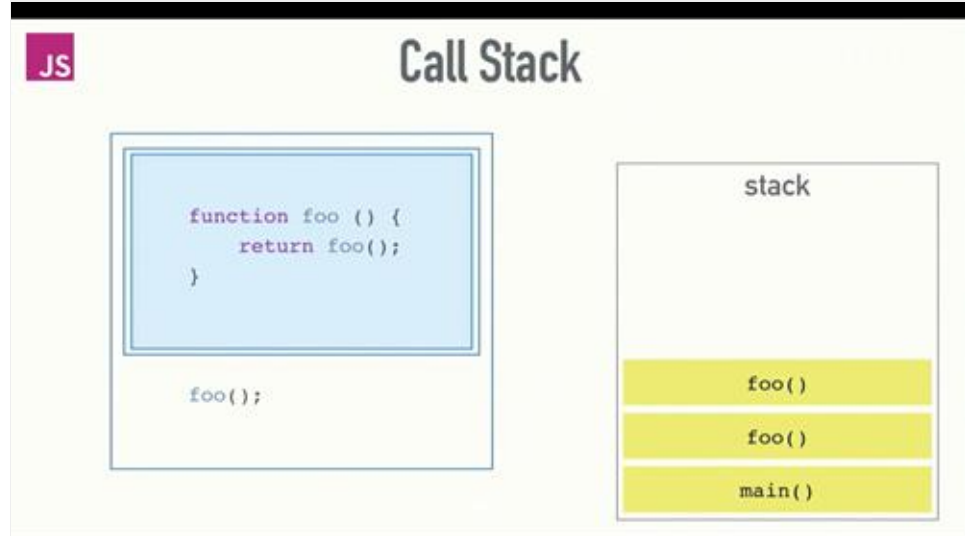 JS
Call Stack
function foo () {
    return foo();
}
foo();
stack
foo()
foo()
main()